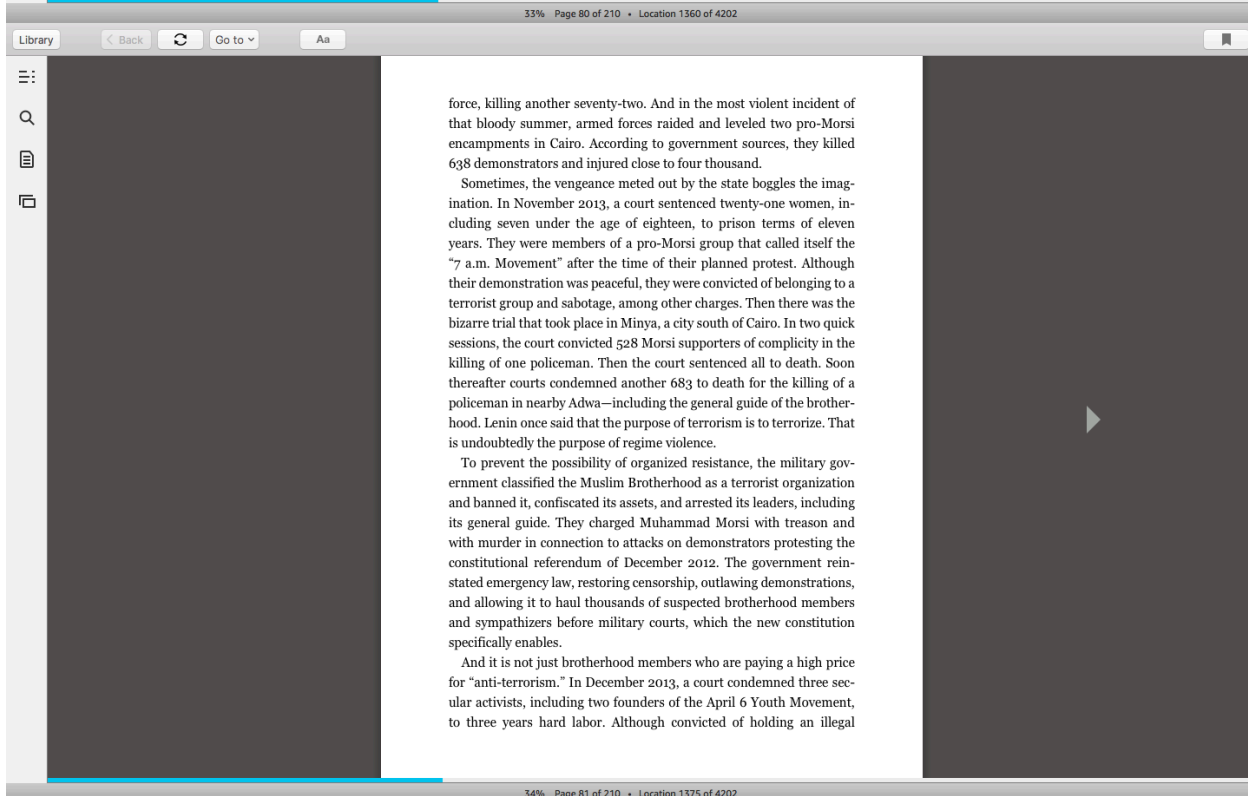 33% Page 80 of 210 • Location 1360 of 4202
Library
< Back
Go to
Aa
force, killing another seventy-two. And in the most violent incident of
that bloody summer, armed forces raided and leveled two pro-Morsi
encampments in Cairo. According to government sources, they killed
638 demonstrators and injured close to four thousand.
Sometimes, the vengeance meted out by the state boggles the imag-
ination. In November 2013, a court sentenced twenty-one women, in-
cluding seven under the age of eighteen, to prison terms of eleven
years. They were members of a pro-Morsi group that called itself the
“7 a.m. Movement” after the time of their planned protest. Although
their demonstration was peaceful, they were convicted of belonging to a
terrorist group and sabotage, among other charges. Then there was the
bizarre trial that took place in Minya, a city south of Cairo. In two quick
sessions, the court convicted 528 Morsi supporters of complicity in the
killing of one policeman. Then the court sentenced all to death. Soon
thereafter courts condemned another 683 to death for the killing of a
policeman in nearby Adwa—including the general guide of the brother-
hood. Lenin once said that the purpose of terrorism is to terrorize. That
is undoubtedly the purpose of regime violence.
To prevent the possibility of organized resistance, the military gov-
ernment classified the Muslim Brotherhood as a terrorist organization
and banned it, confiscated its assets, and arrested its leaders, including
its general guide. They charged Muhammad Morsi with treason and
with murder in connection to attacks on demonstrators protesting the
constitutional referendum of December 2012. The government rein-
stated emergency law, restoring censorship, outlawing demonstrations,
and allowing it to haul thousands of suspected brotherhood members
and sympathizers before military courts, which the new constitution
specifically enables.
And it is not just brotherhood members who are paying a high price
for “anti-terrorism.” In December 2013, a court condemned three sec-
ular activists, including two founders of the April 6 Youth Movement,
to three years hard labor. Although convicted of holding an illegal
34% Page 81 of 210 • Location 1375 of 4202